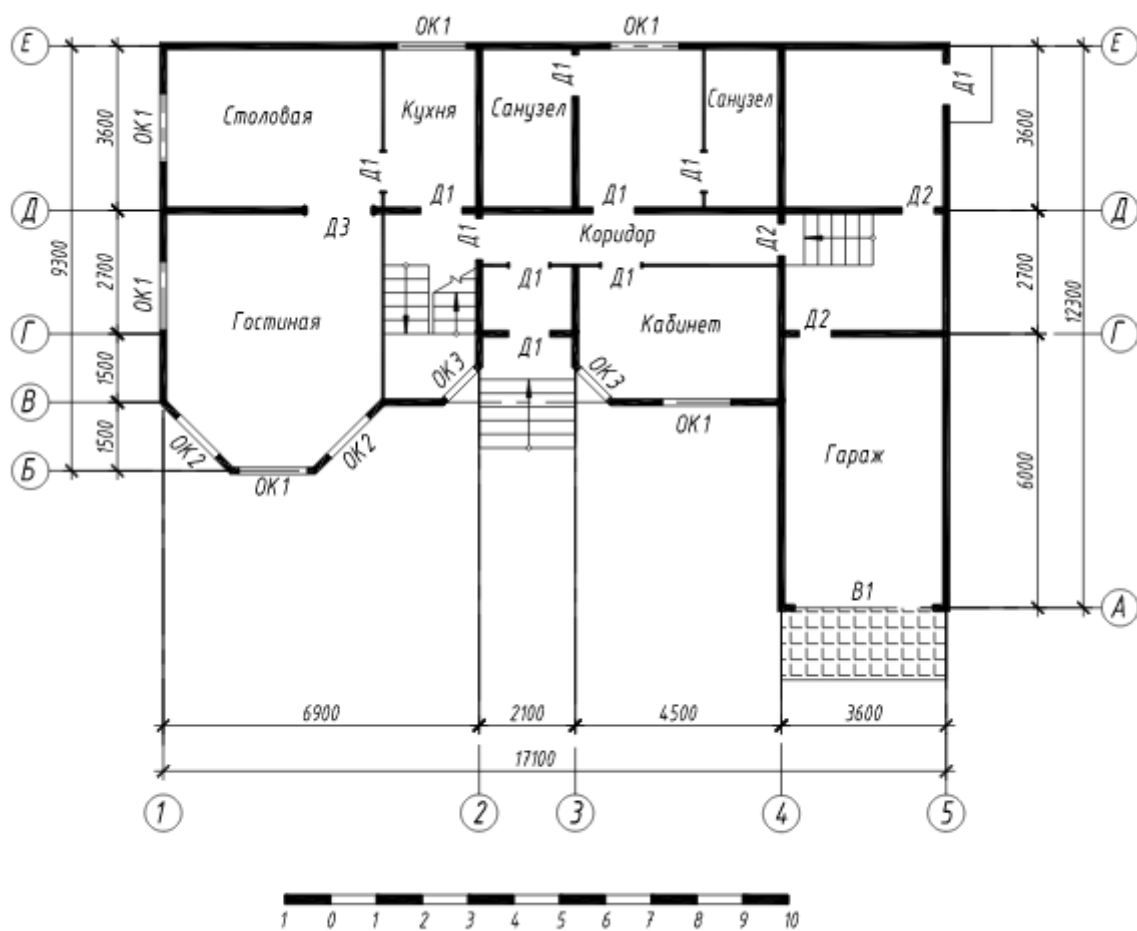 ОК1 ОК1
Е Е
Д1 Д1
Столовая Кухня Санузел Санузел
ОК1 3600 3600
Д1 Д1
Д1 Д1 Д2
Д Д
Д3 Д1 Коридор Д2
9300 2700 ОК1 2700 12300
Д1 Д1
Гостиная Кабинет Д2
Г Г
Д1
1500 ОК3 ОК3
В
ОК1
1500 ОК2 ОК2 Гараж 6000
Б
ОК1
В1
А
6900 2100 4500 3600
17100
1 2 3 4 5
1 0 1 2 3 4 5 6 7 8 9 10